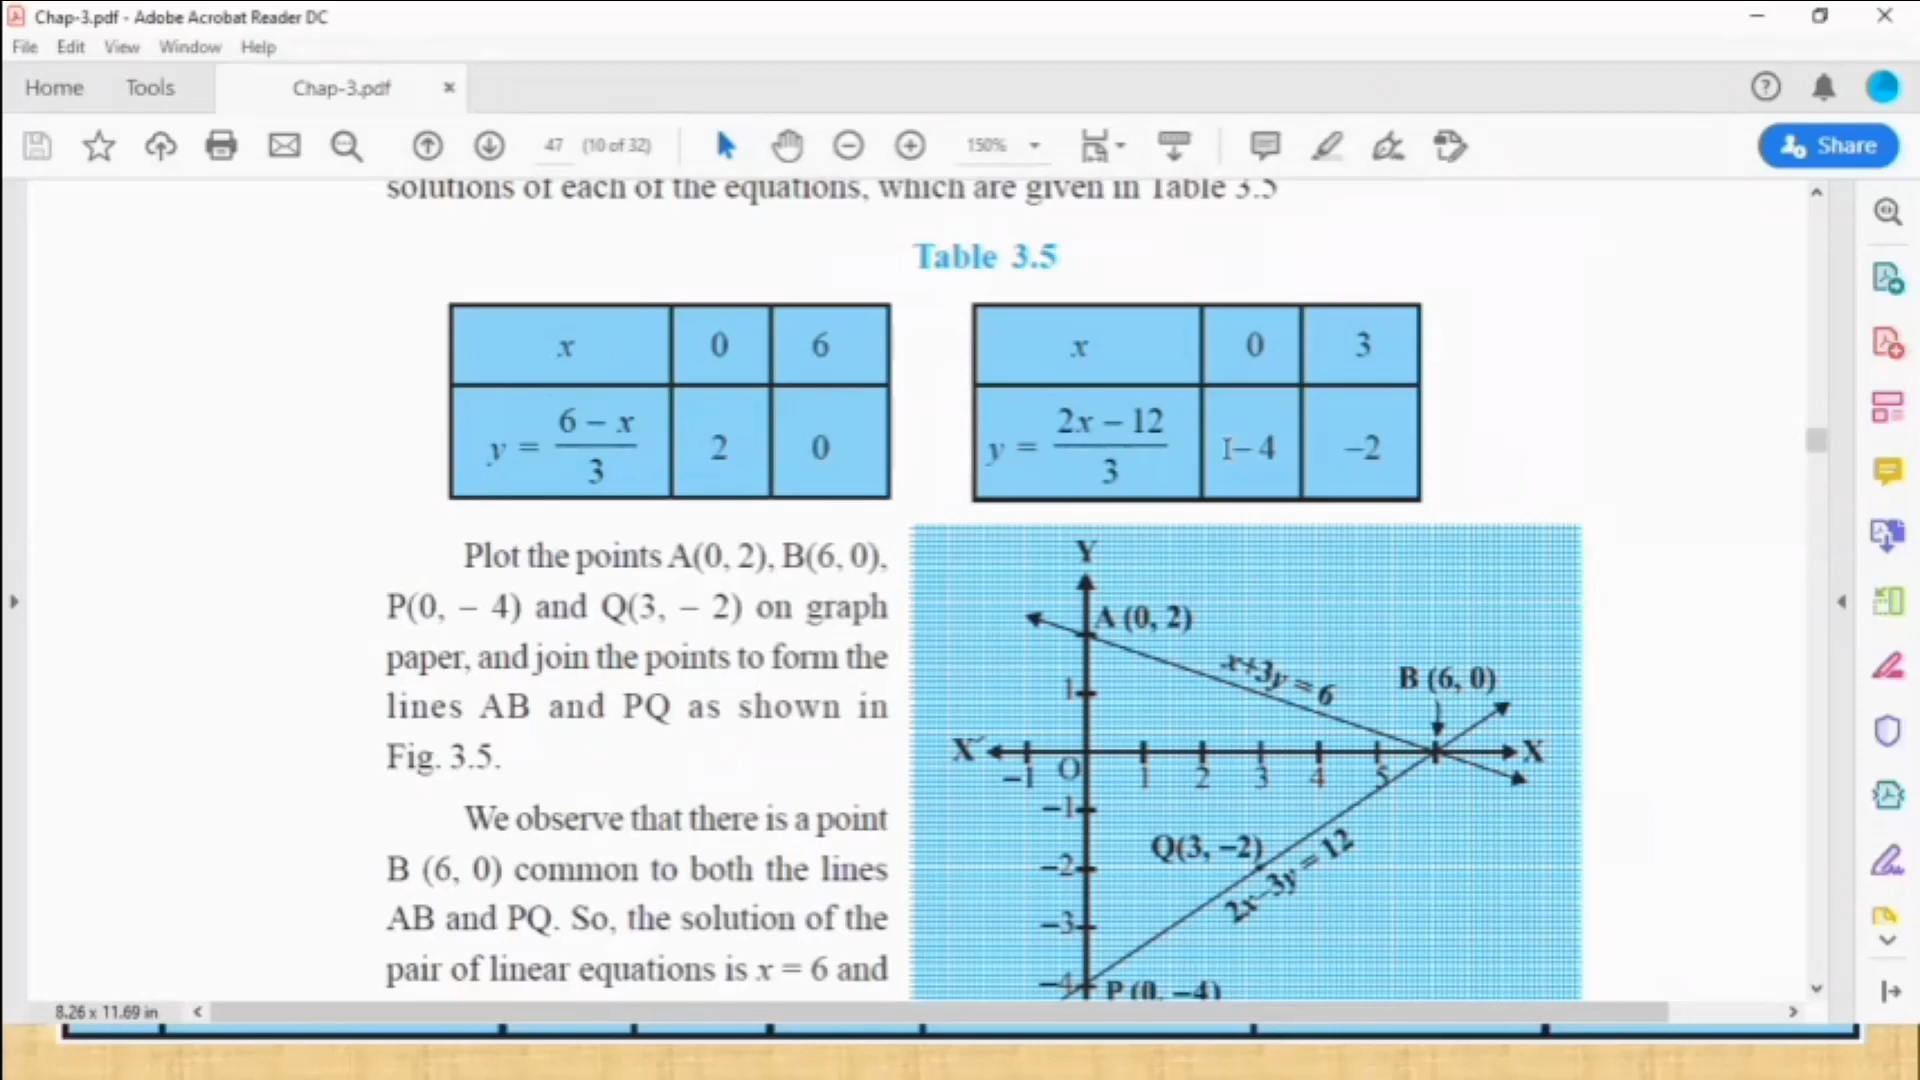 Chap-3.pdf - Adobe Acrobat Reader DC
File Edit View Window Help
Home Tools Chap-3.pdf
47 (10 of 32) 150% Share
solutions of each of the equations, which are given in Table 3.5
Table 3.5
x 0 6
y = (6 – x)/3 2 0
x 0 3
y = (2x – 12)/3 – 4 –2
Plot the points A(0, 2), B(6, 0),
P(0, – 4) and Q(3, – 2) on graph
paper, and join the points to form the
lines AB and PQ as shown in
Fig. 3.5.
We observe that there is a point
B (6, 0) common to both the lines
AB and PQ. So, the solution of the
pair of linear equations is x = 6 and
Y
A (0, 2)
x+3y = 6
B (6, 0)
1
X′ X
–1 O 1 2 3 4 5
–1
Q(3, –2)
–2
2x–3y = 12
–3
–4
P (0, –4)
8.26 x 11.69 in